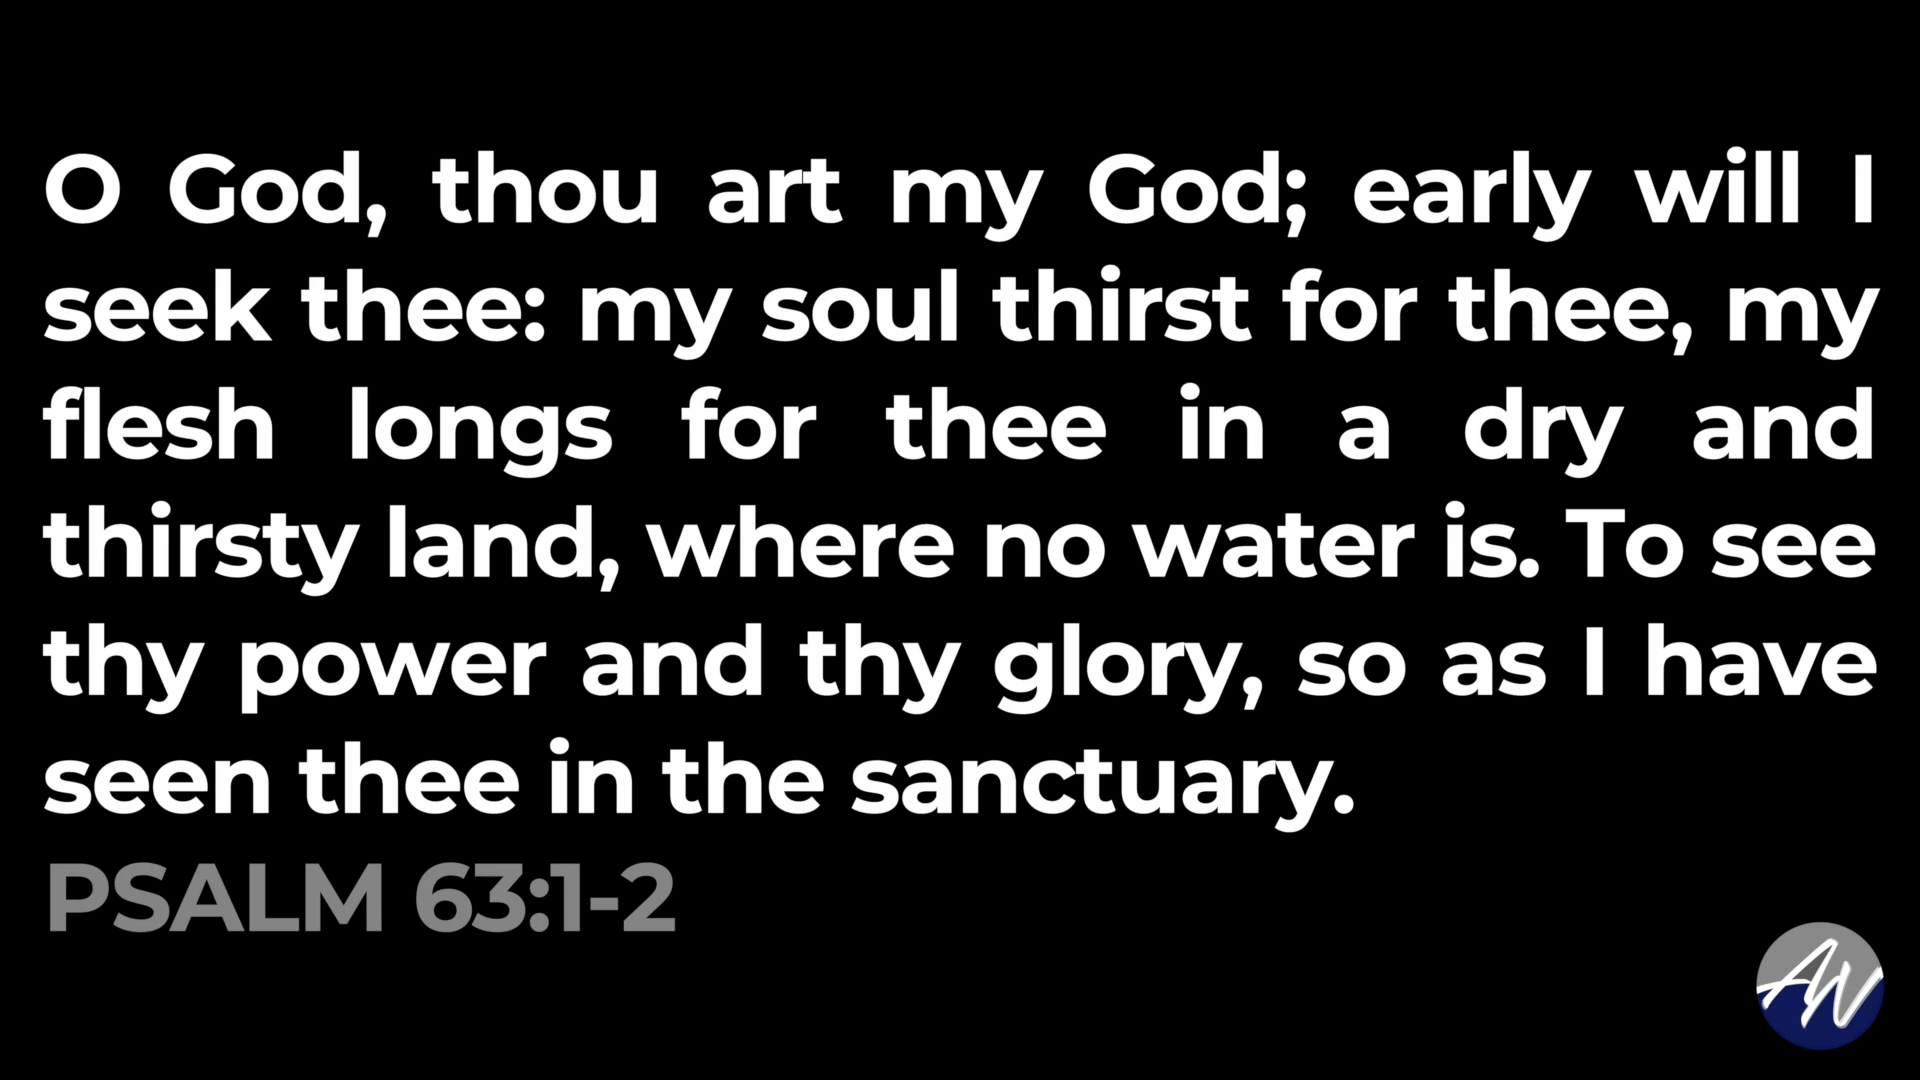 O God, thou art my God; early will I
seek thee: my soul thirst for thee, my
flesh longs for thee in a dry and
thirsty land, where no water is. To see
thy power and thy glory, so as I have
seen thee in the sanctuary.
PSALM 63:1-2
AW